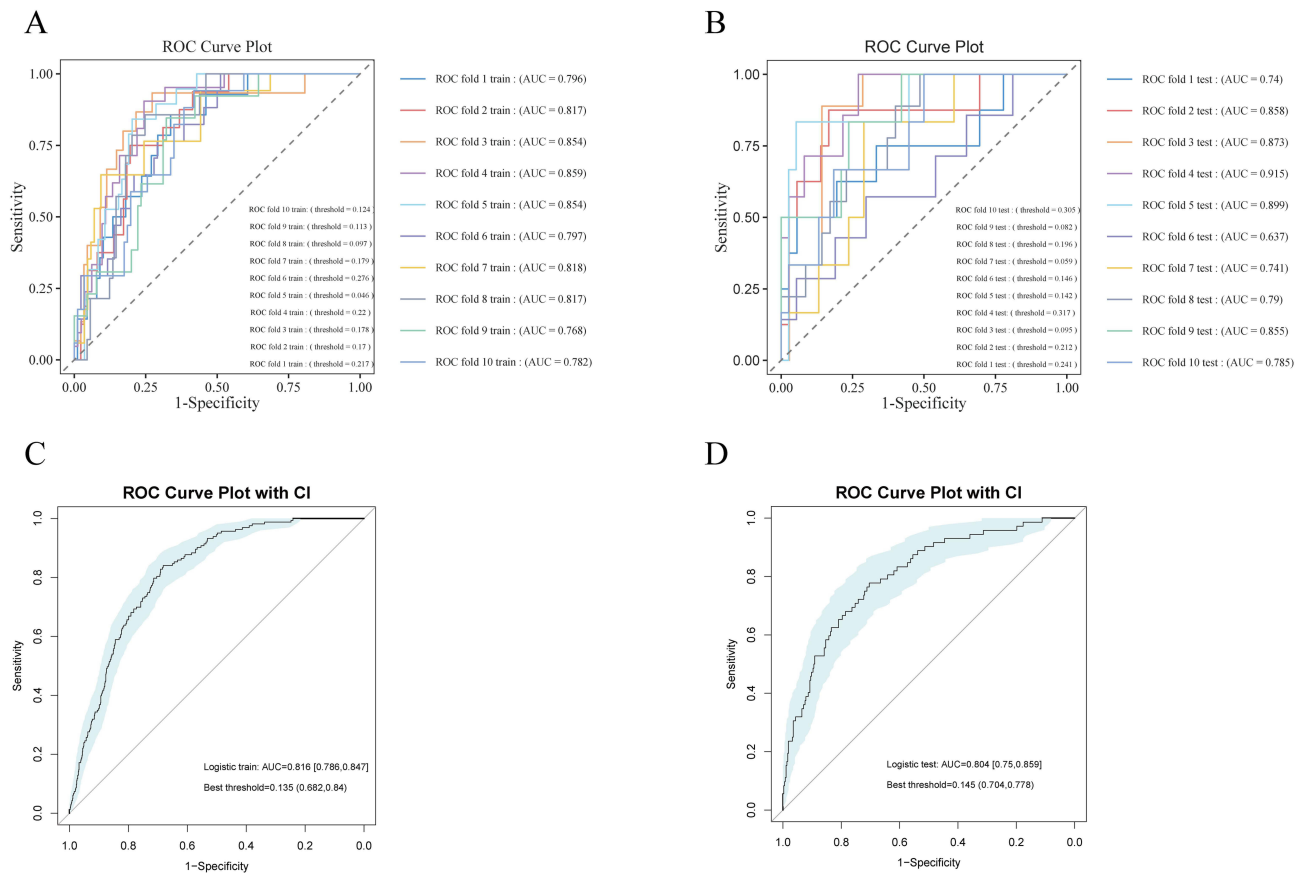 A
ROC Curve Plot
1.00
0.75
0.50
0.25
0.00
Sensitivity
0.00 0.25 0.50 0.75 1.00
1-Specificity
ROC fold 10 train: ( threshold = 0.124 )
ROC fold 9 train: ( threshold = 0.113 )
ROC fold 8 train: ( threshold = 0.097 )
ROC fold 7 train: ( threshold = 0.179 )
ROC fold 6 train: ( threshold = 0.276 )
ROC fold 5 train: ( threshold = 0.046 )
ROC fold 4 train: ( threshold = 0.22 )
ROC fold 3 train: ( threshold = 0.178 )
ROC fold 2 train: ( threshold = 0.17 )
ROC fold 1 train: ( threshold = 0.217 )
ROC fold 1 train : (AUC = 0.796)
ROC fold 2 train : (AUC = 0.817)
ROC fold 3 train : (AUC = 0.854)
ROC fold 4 train : (AUC = 0.859)
ROC fold 5 train : (AUC = 0.854)
ROC fold 6 train : (AUC = 0.797)
ROC fold 7 train : (AUC = 0.818)
ROC fold 8 train : (AUC = 0.817)
ROC fold 9 train : (AUC = 0.768)
ROC fold 10 train : (AUC = 0.782)
B
ROC Curve Plot
1.00
0.75
0.50
0.25
0.00
Sensitivity
0.00 0.25 0.50 0.75 1.00
1-Specificity
ROC fold 10 test : ( threshold = 0.305 )
ROC fold 9 test : ( threshold = 0.082 )
ROC fold 8 test : ( threshold = 0.196 )
ROC fold 7 test : ( threshold = 0.059 )
ROC fold 6 test : ( threshold = 0.146 )
ROC fold 5 test : ( threshold = 0.142 )
ROC fold 4 test : ( threshold = 0.317 )
ROC fold 3 test : ( threshold = 0.095 )
ROC fold 2 test : ( threshold = 0.212 )
ROC fold 1 test : ( threshold = 0.241 )
ROC fold 1 test : (AUC = 0.74)
ROC fold 2 test : (AUC = 0.858)
ROC fold 3 test : (AUC = 0.873)
ROC fold 4 test : (AUC = 0.915)
ROC fold 5 test : (AUC = 0.899)
ROC fold 6 test : (AUC = 0.637)
ROC fold 7 test : (AUC = 0.741)
ROC fold 8 test : (AUC = 0.79)
ROC fold 9 test : (AUC = 0.855)
ROC fold 10 test : (AUC = 0.785)
C
ROC Curve Plot with CI
1.0
0.8
0.6
0.4
0.2
0.0
Sensitivity
Logistic train: AUC=0.816 [0.786,0.847]
Best threshold=0.135 (0.682,0.84)
1.0 0.8 0.6 0.4 0.2 0.0
1−Specificity
D
ROC Curve Plot with CI
1.0
0.8
0.6
0.4
0.2
0.0
Sensitivity
Logistic test: AUC=0.804 [0.75,0.859]
Best threshold=0.145 (0.704,0.778)
1.0 0.8 0.6 0.4 0.2 0.0
1−Specificity